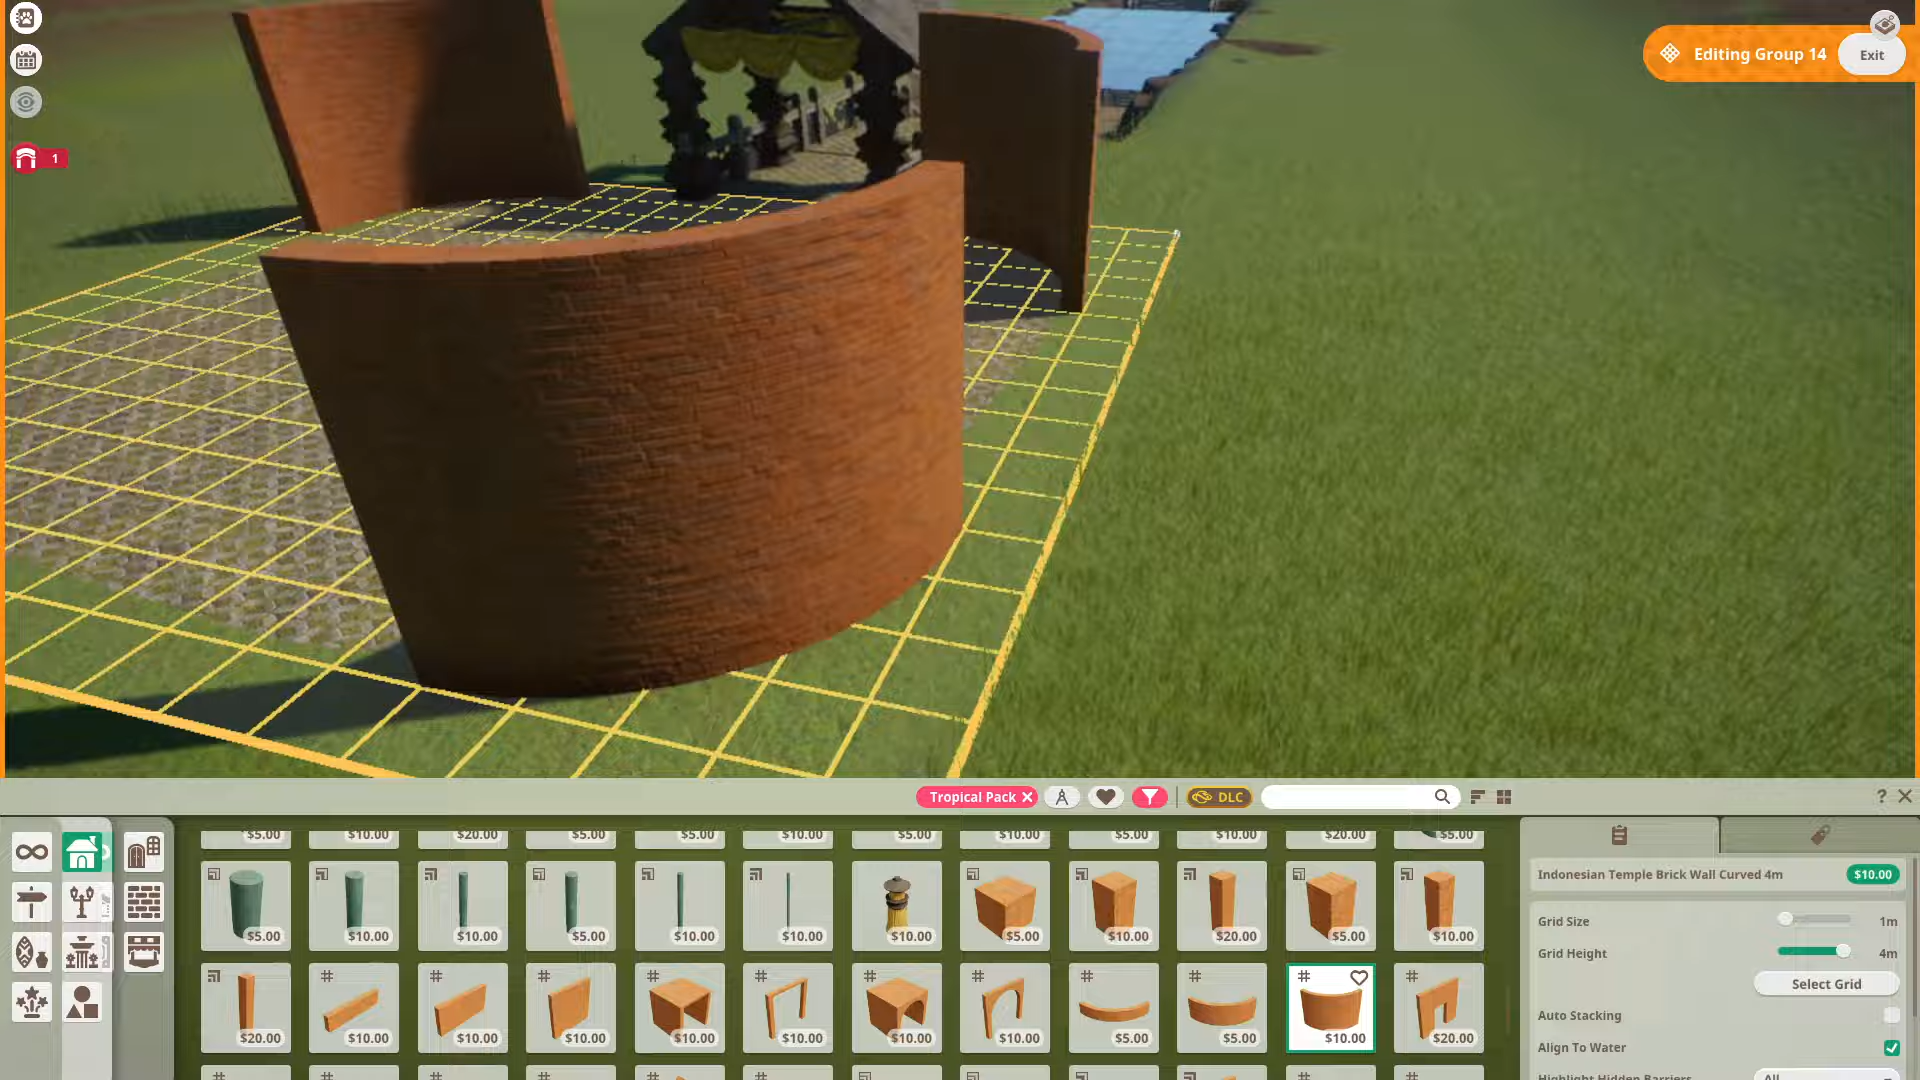 Editing Group 14
Exit
1
Tropical Pack
DLC
?
$5.00 $10.00 $20.00 $5.00 $5.00 $10.00 $5.00 $10.00 $5.00 $10.00 $20.00 $5.00
$5.00 $10.00 $10.00 $5.00 $10.00 $10.00 $10.00 $5.00 $10.00 $20.00 $5.00 $10.00
$20.00 $10.00 $10.00 $10.00 $10.00 $10.00 $10.00 $10.00 $5.00 $5.00 $10.00 $20.00
Indonesian Temple Brick Wall Curved 4m $10.00
Grid Size 1m
Grid Height 4m
Select Grid
Auto Stacking
Align To Water
Highlight Hidden Barriers All